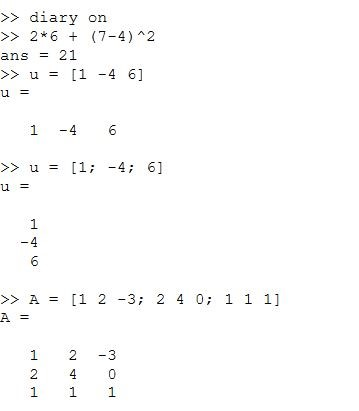 >> diary on
>> 2*6 + (7-4)^2
ans = 21
>> u = [1 -4 6]
u =
1 -4 6
>> u = [1; -4; 6]
u =
1
-4
6
>> A = [1 2 -3; 2 4 0; 1 1 1]
A =
1 2 -3
2 4 0
1 1 1